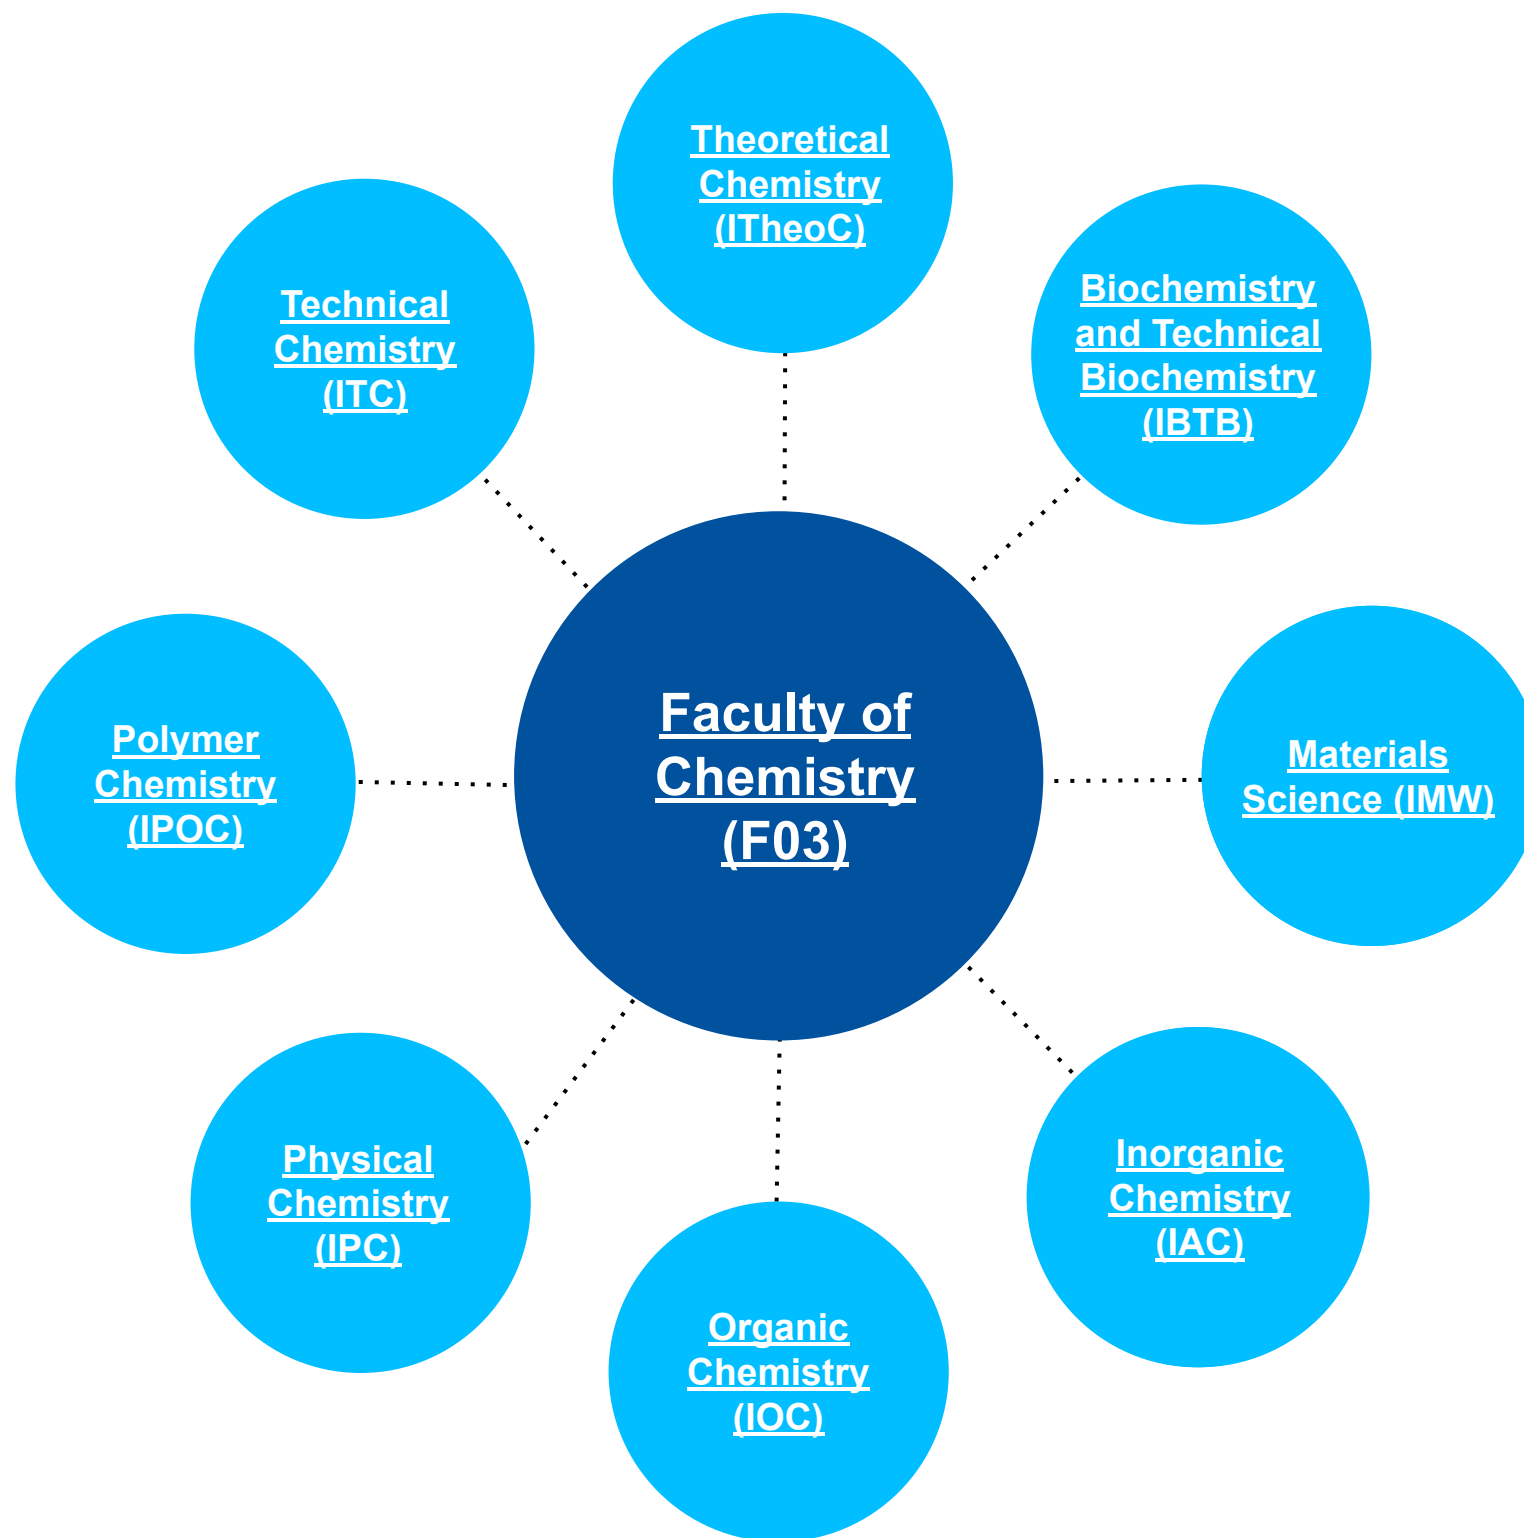 Theoretical
Chemistry
(ITheoC)
Biochemistry
and Technical
Biochemistry
(IBTB)
Technical
Chemistry
(ITC)
Faculty of
Chemistry
(F03)
Polymer
Chemistry
(IPOC)
Materials
Science (IMW)
Physical
Chemistry
(IPC)
Inorganic
Chemistry
(IAC)
Organic
Chemistry
(IOC)